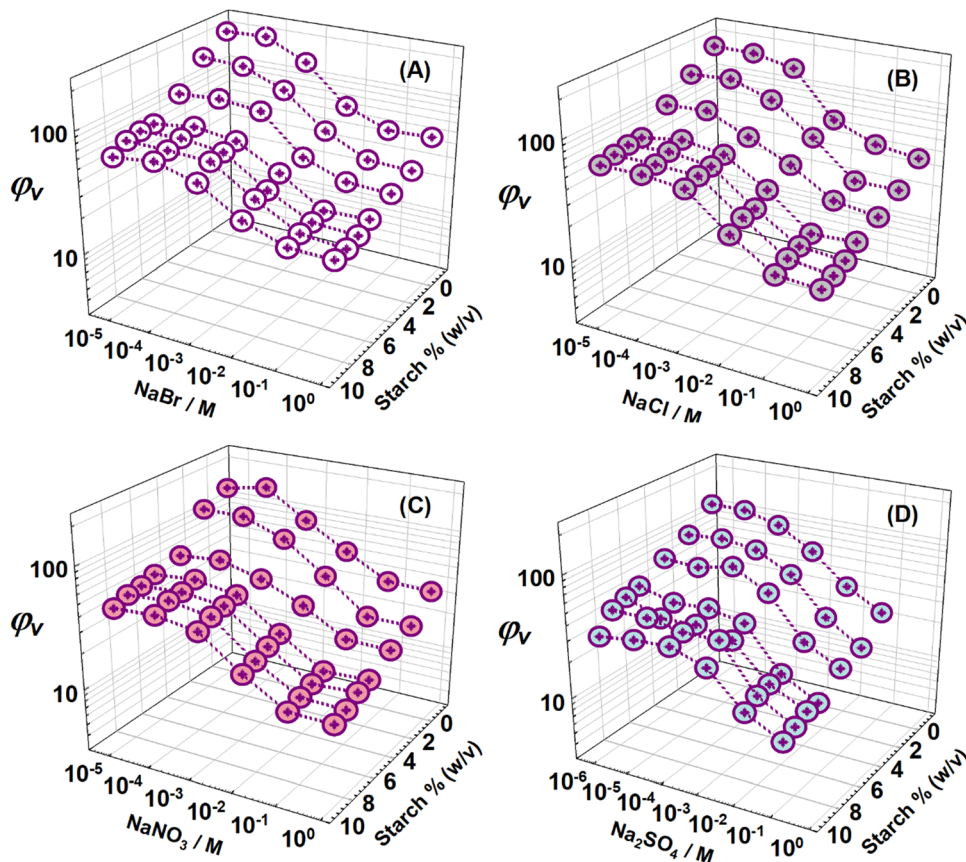 (A)
100
10
φv
10⁻⁵ 10⁻⁴ 10⁻³ 10⁻² 10⁻¹ 10⁰
NaBr / M
0 2 4 6 8 10
Starch % (w/v)
(B)
100
10
φv
10⁻⁵ 10⁻⁴ 10⁻³ 10⁻² 10⁻¹ 10⁰
NaCl / M
0 2 4 6 8 10
Starch % (w/v)
(C)
100
10
φv
10⁻⁵ 10⁻⁴ 10⁻³ 10⁻² 10⁻¹ 10⁰
NaNO₃ / M
0 2 4 6 8 10
Starch % (w/v)
(D)
100
10
φv
10⁻⁶ 10⁻⁵ 10⁻⁴ 10⁻³ 10⁻² 10⁻¹ 10⁰
Na₂SO₄ / M
0 2 4 6 8 10
Starch % (w/v)